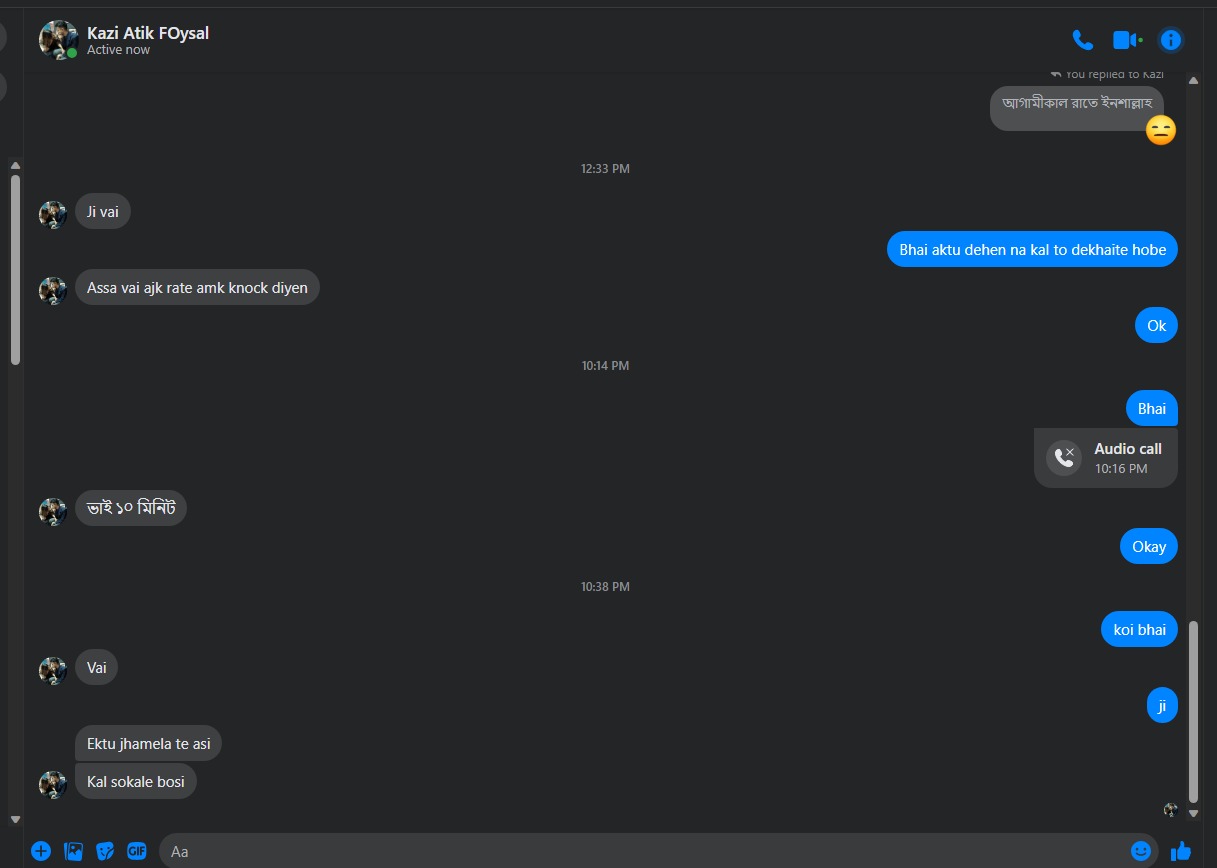 Kazi Atik FOysal
Active now
You replied to Kazi
আগামীকাল রাতে ইনশাল্লাহ
12:33 PM
Ji vai
Bhai aktu dehen na kal to dekhaite hobe
Assa vai ajk rate amk knock diyen
Ok
10:14 PM
Bhai
Audio call
10:16 PM
ভাই ১০ মিনিট
Okay
10:38 PM
koi bhai
Vai
ji
Ektu jhamela te asi
Kal sokale bosi
GIF
Aa